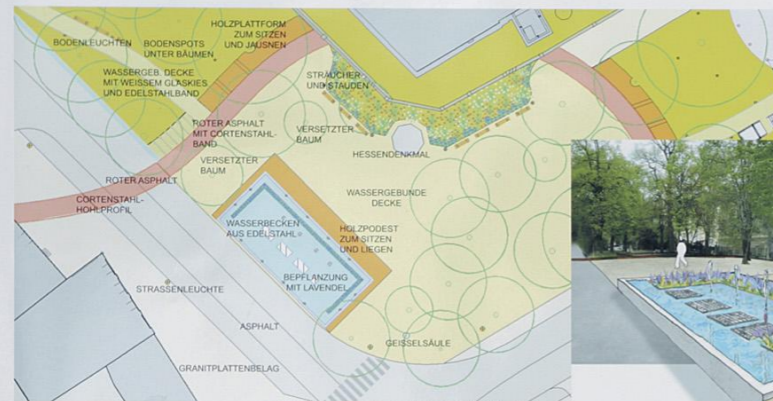 HOLZPLATTFORM
ZUM SITZEN
UND JAUSNEN
BODENLEUCHTEN
BODENSPOTS
UNTER BÄUMEN
WASSERGEB. DECKE
MIT WEISSEM GLASKIES
UND EDELSTAHLBAND
STRÄUCHER
UND STAUDEN
ROTER ASPHALT
MIT CORTENSTAHL-
BAND
VERSETZTER
BAUM
VERSETZTER
BAUM
HESSENDENKMAL
ROTER ASPHALT
CORTENSTAHL-
HOHLPROFIL
WASSERGEBUNDE
DECKE
WASSERBECKEN
AUS EDELSTAHL
HOLZPODEST
ZUM SITZEN
UND LIEGEN
BEPFLANZUNG
MIT LAVENDEL
STRASSENLEUCHTE
ASPHALT
GEISSELSÄULE
GRANITPLATTENBELAG